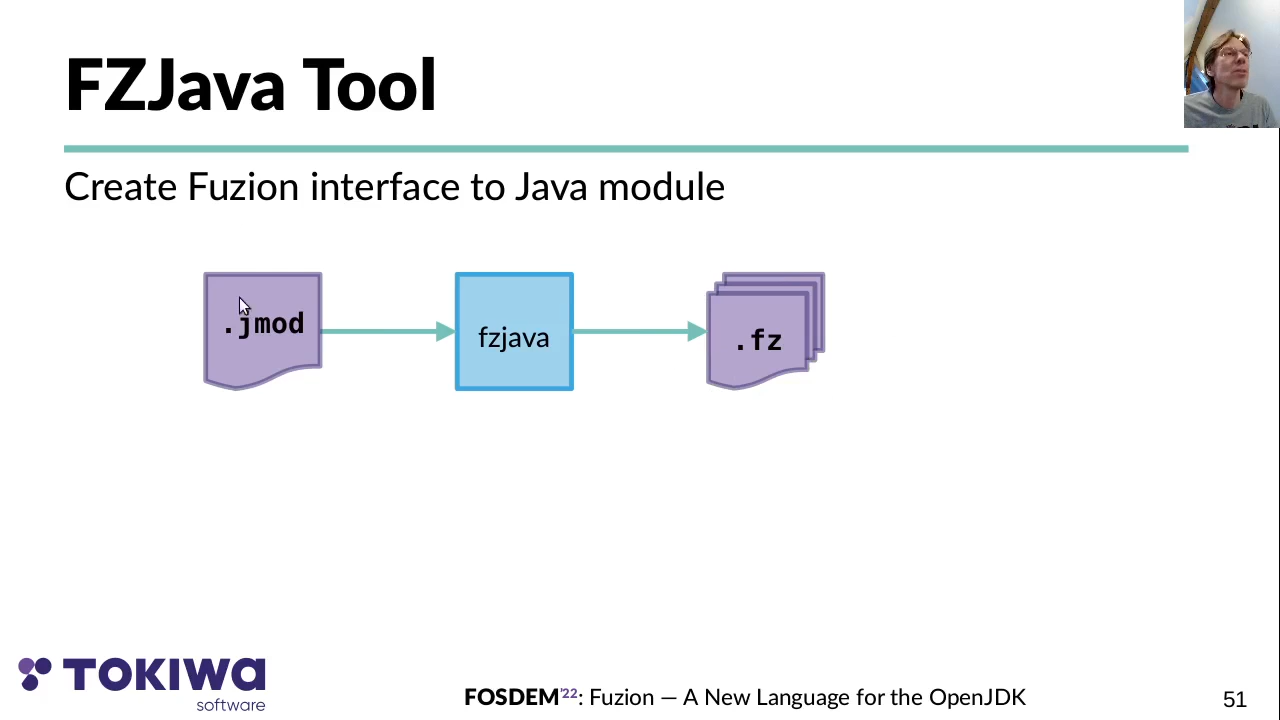 FZJava Tool
Create Fuzion interface to Java module
.jmod
fzjava
.fz
TOKIWA
software
FOSDEM'22: Fuzion — A New Language for the OpenJDK
51